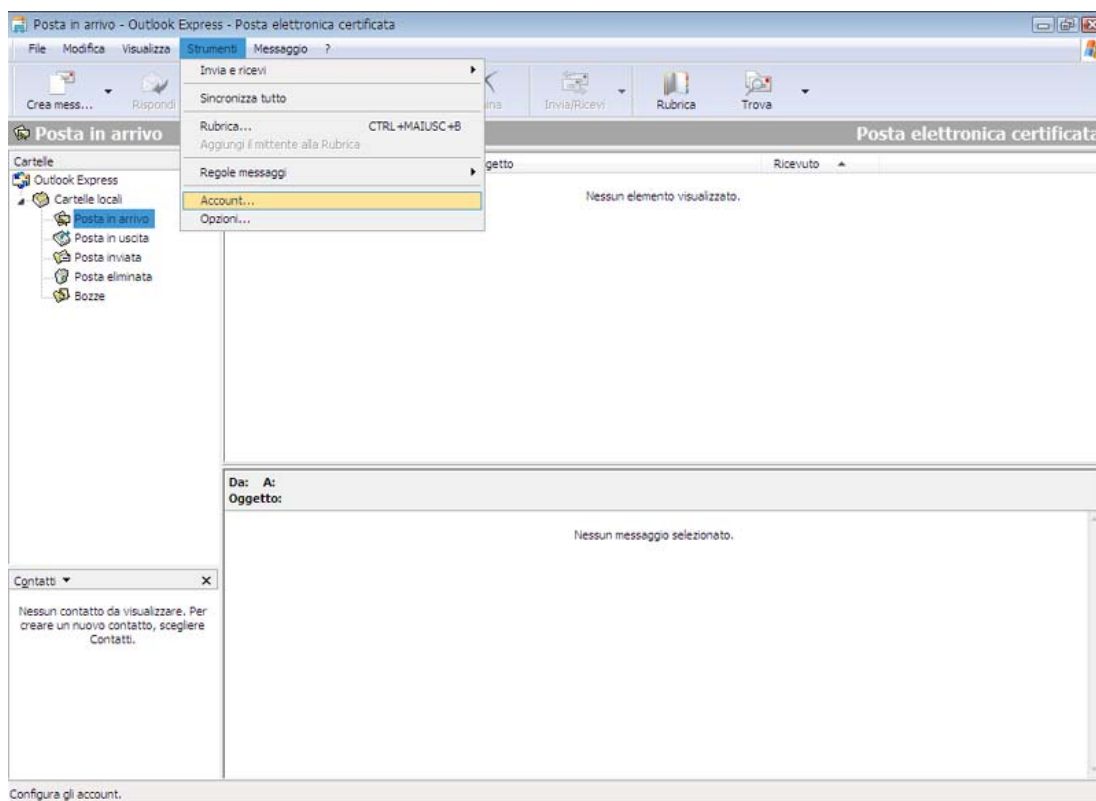 Posta in arrivo - Outlook Express - Posta elettronica certificata
File Modifica Visualizza Strumenti Messaggio ?
Crea mess... Rispondi Invia/Ricevi Rubrica Trova
Invia e ricevi
Sincronizza tutto
Rubrica... CTRL+MAIUSC+B
Aggiungi il mittente alla Rubrica
Regole messaggi
Account...
Opzioni...
Posta in arrivo Posta elettronica certificata
Cartelle
Outlook Express
Cartelle locali
Posta in arrivo
Posta in uscita
Posta inviata
Posta eliminata
Bozze
getto Ricevuto
Nessun elemento visualizzato.
Da: A:
Oggetto:
Nessun messaggio selezionato.
Contatti
Nessun contatto da visualizzare. Per
creare un nuovo contatto, scegliere
Contatti.
Configura gli account.